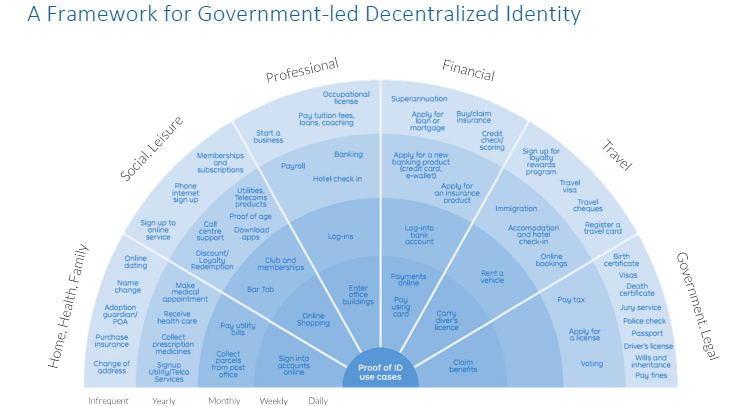 A Framework for Government-led Decentralized Identity
Professional
Financial
Social, Leisure
Travel
Home, Health, Family
Government, Legal
Occupational
license
Pay tuition fees,
loans, coaching
Start a
business
Banking
Payroll
Hotel check in
Log-ins
Enter
office
buildings
Superannuation
Apply for
loan or
mortgage
Buy/claim
insurance
Credit
check/
scoring
Apply for a new
banking product
(credit card,
e-wallet)
Apply for
an insurance
product
Log-into
bank
account
Payments
online
Pay
using
card
Memberships
and
subscriptions
Phone
internet
sign up
Sign up to
online
service
Utilities,
Telecoms
products
Proof of age
Call
centre
support
Download
apps
Discount/
Loyalty
Redemption
Club and
memberships
Bar Tab
Online
Shopping
Sign up for
loyalty
rewards
program
Travel
visa
Travel
cheques
Register a
travel card
Immigration
Accomodation
and hotel
check-in
Online
bookings
Rent a
vehicle
Carry
diver's
licence
Online
dating
Name
change
Adoption
guardian/
POA
Purchase
insurance
Change of
address
Make
medical
appointment
Receive
health care
Collect
prescription
medicines
Signup
Utility/Telco
Services
Pay utility
bills
Collect
parcels
from post
office
Sign into
accounts
online
Birth
certificate
Visas
Death
certificate
Jury service
Police check
Passport
Driver's license
Wills and
inheritance
Pay fines
Pay tax
Apply for
a license
Voting
Claim
benefits
Proof of ID
use cases
Infrequent
Yearly
Monthly
Weekly
Daily